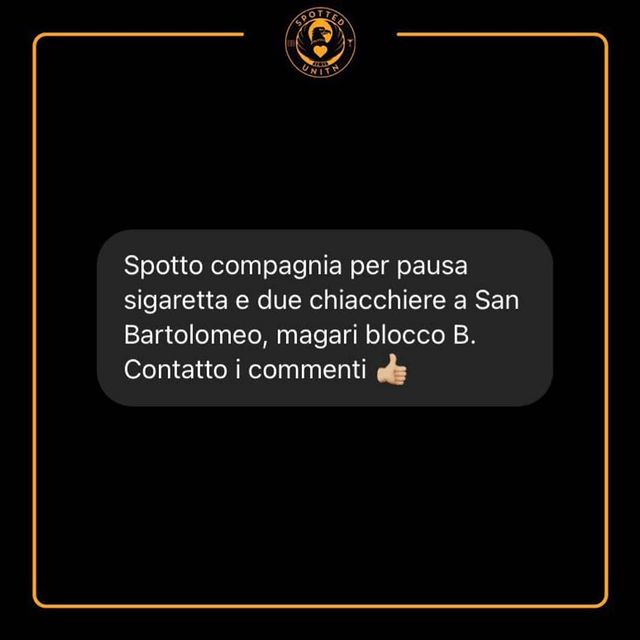 SPOTTED
UNITN
Spotto compagnia per pausa
sigaretta e due chiacchiere a San
Bartolomeo, magari blocco B.
Contatto i commenti 👍🏼